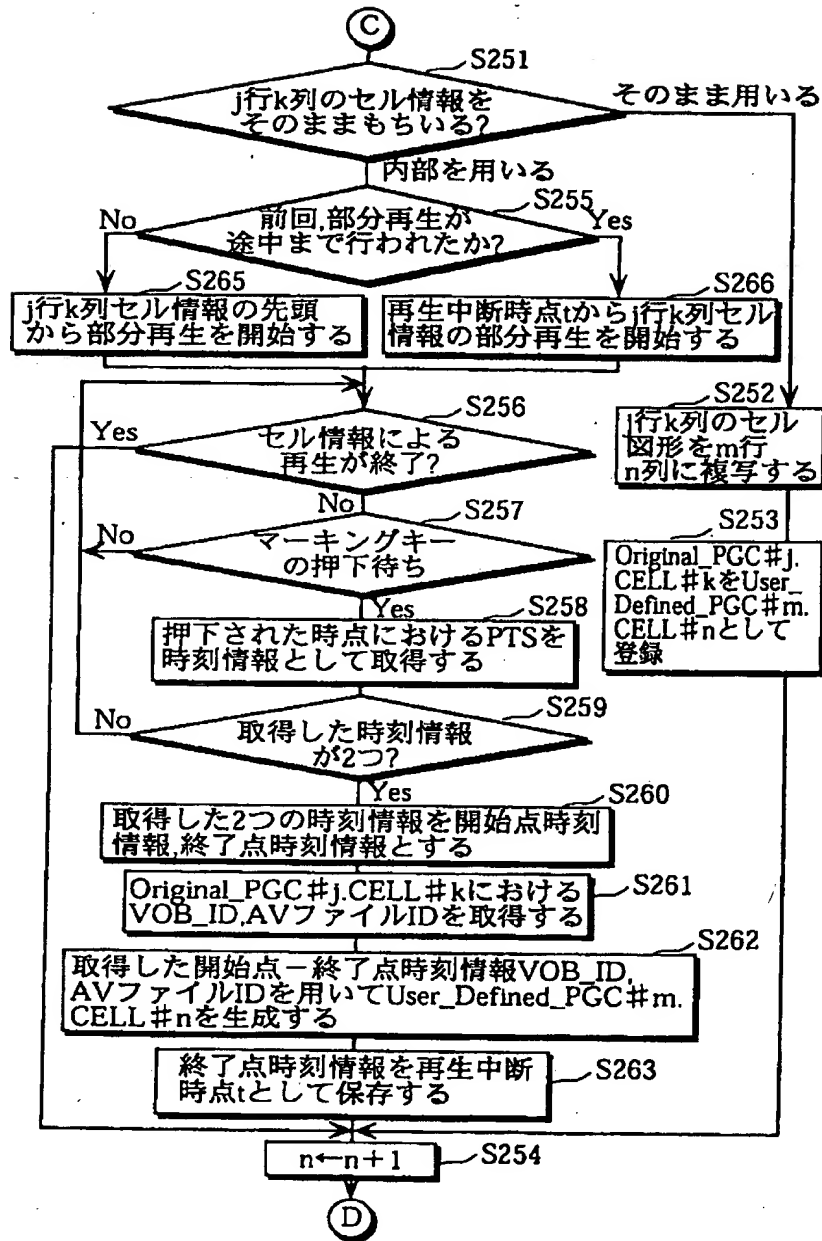 C
S251
j行k列のセル情報を
そのままもちいる?
そのまま用いる
内部を用いる
S255
No
前回,部分再生が
途中まで行われたか?
Yes
S265
j行k列セル情報の先頭
から部分再生を開始する
S266
再生中断時点tからj行k列セル
情報の部分再生を開始する
S256
Yes
セル情報による
再生が終了?
No
S252
j行k列のセル
図形をm行
n列に複写する
S257
No
マーキングキー
の押下待ち
Yes
S253
Original_PGC#j.
CELL#kをUser_
Defined_PGC#m.
CELL#nとして
登録
S258
押下された時点におけるPTSを
時刻情報として取得する
S259
No
取得した時刻情報
が2つ?
Yes
S260
取得した2つの時刻情報を開始点時刻
情報,終了点時刻情報とする
S261
Original_PGC#j.CELL#kにおける
VOB_ID,AVファイルIDを取得する
S262
取得した開始点－終了点時刻情報VOB_ID,
AVファイルIDを用いてUser_Defined_PGC#m.
CELL#nを生成する
S263
終了点時刻情報を再生中断
時点tとして保存する
n←n+1
S254
D